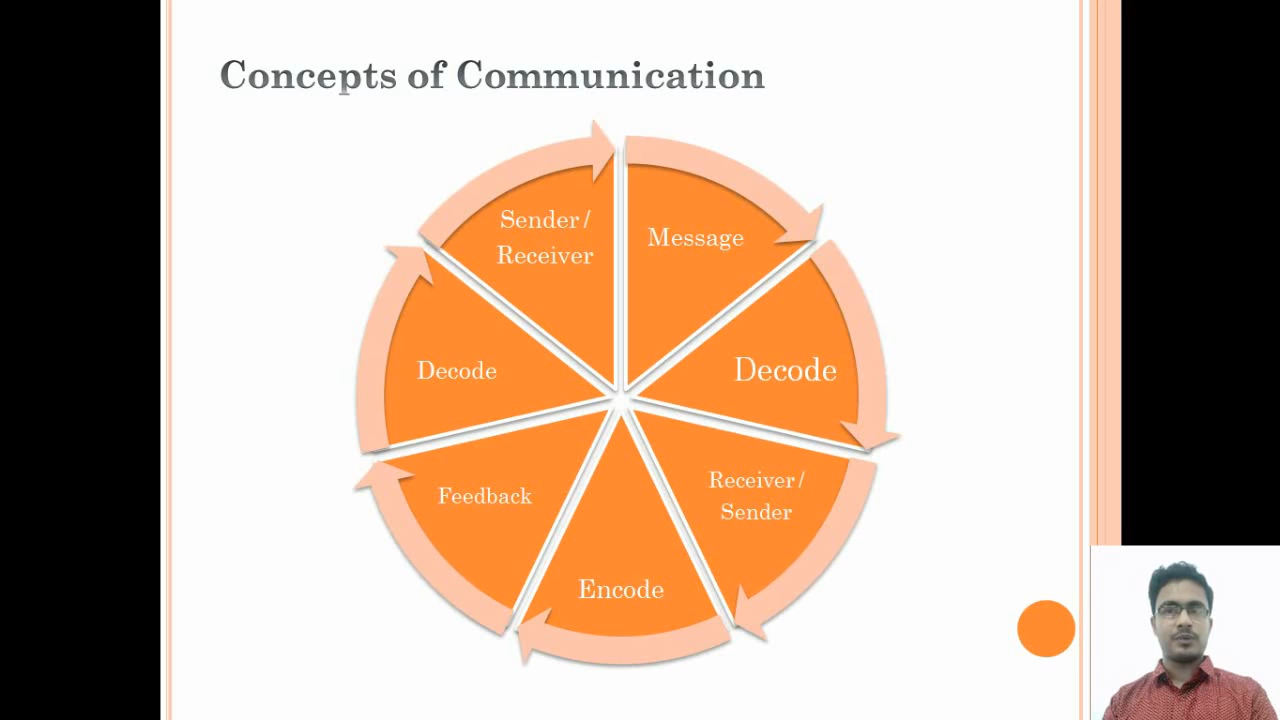 Concepts of Communication
Sender /
Receiver
Message
Decode
Decode
Receiver /
Sender
Feedback
Encode